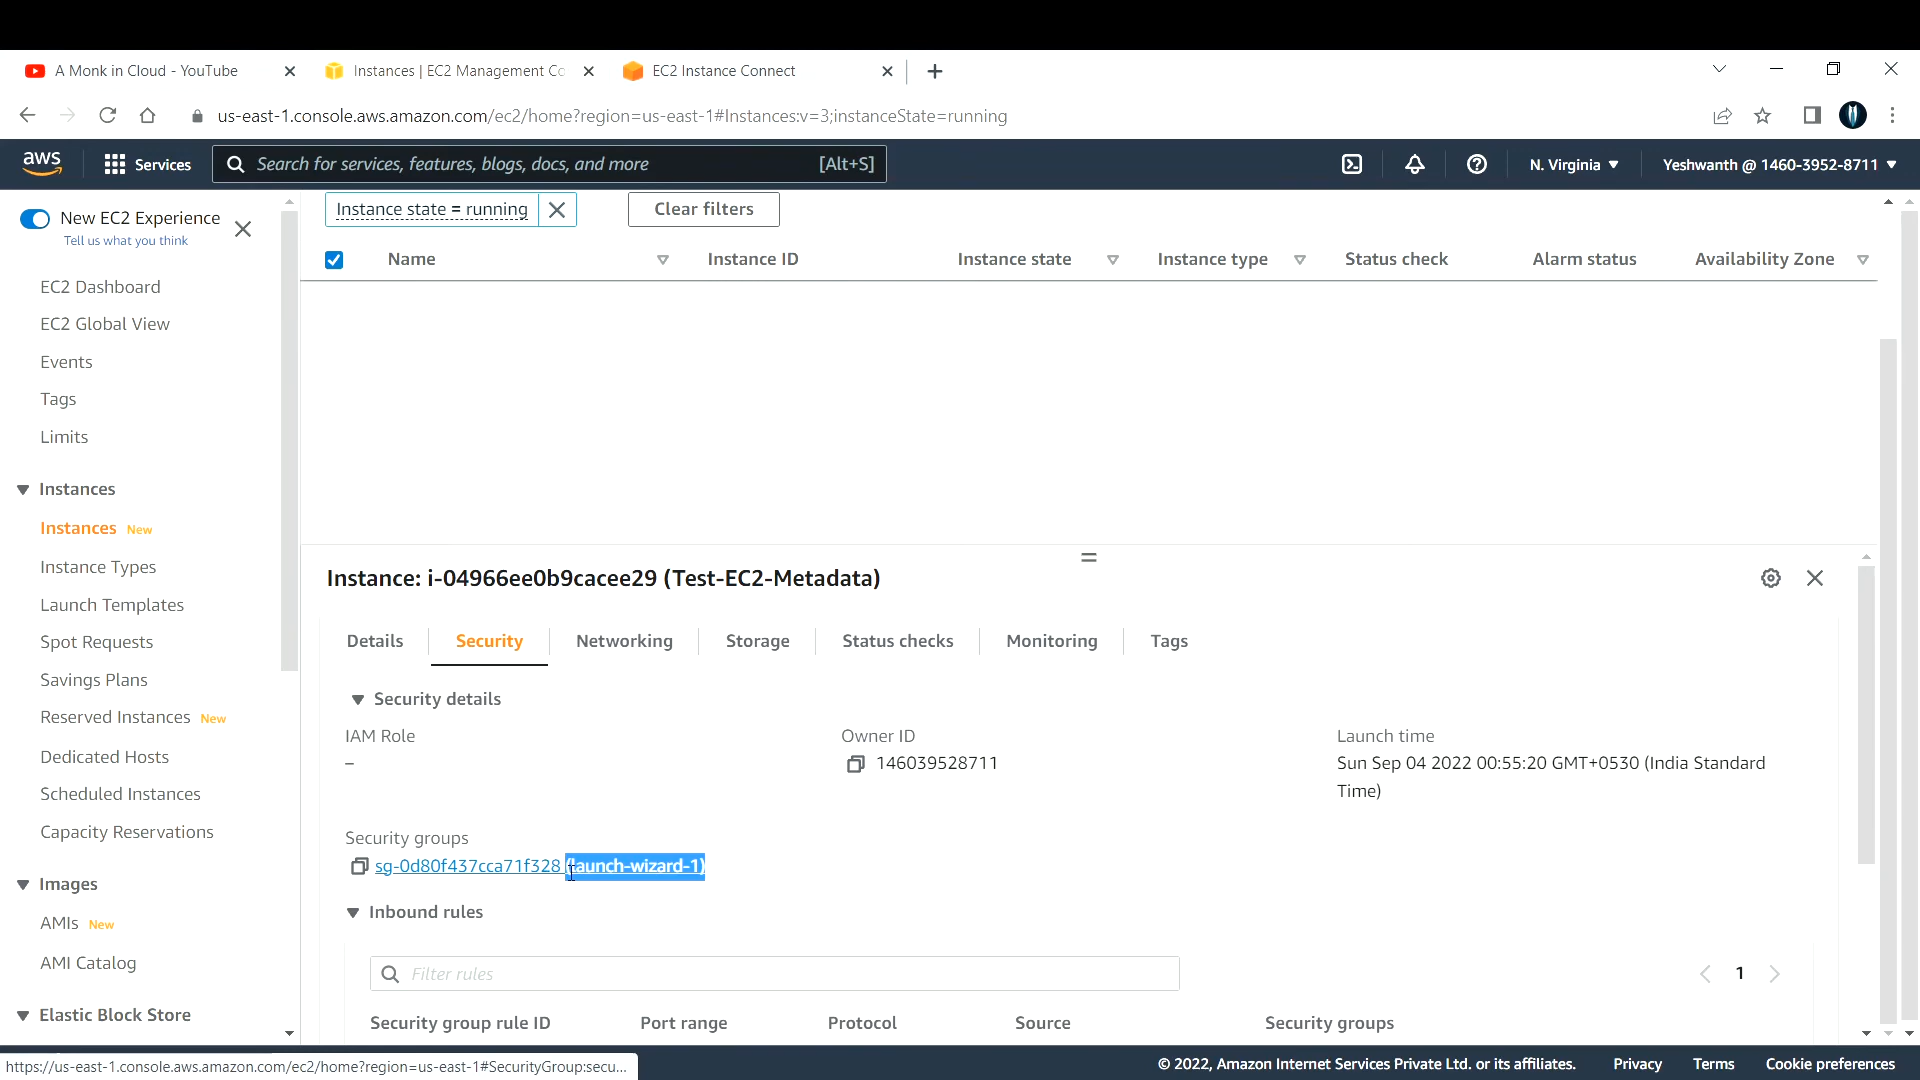 A Monk in Cloud - YouTube
Instances | EC2 Management Co
EC2 Instance Connect
us-east-1.console.aws.amazon.com/ec2/home?region=us-east-1#Instances:v=3;instanceState=running
aws
Services
Search for services, features, blogs, docs, and more
[Alt+S]
N. Virginia
Yeshwanth @ 1460-3952-8711
New EC2 Experience
Tell us what you think
EC2 Dashboard
EC2 Global View
Events
Tags
Limits
Instances
Instances New
Instance Types
Launch Templates
Spot Requests
Savings Plans
Reserved Instances New
Dedicated Hosts
Scheduled Instances
Capacity Reservations
Images
AMIs New
AMI Catalog
Elastic Block Store
Instance state = running
Clear filters
Name
Instance ID
Instance state
Instance type
Status check
Alarm status
Availability Zone
Instance: i-04966ee0b9cacee29 (Test-EC2-Metadata)
Details
Security
Networking
Storage
Status checks
Monitoring
Tags
Security details
IAM Role
–
Owner ID
146039528711
Launch time
Sun Sep 04 2022 00:55:20 GMT+0530 (India Standard
Time)
Security groups
sg-0d80f437cca71f328 (launch-wizard-1)
Inbound rules
Filter rules
1
Security group rule ID
Port range
Protocol
Source
Security groups
https://us-east-1.console.aws.amazon.com/ec2/home?region=us-east-1#SecurityGroup:secu...
© 2022, Amazon Internet Services Private Ltd. or its affiliates.
Privacy
Terms
Cookie preferences